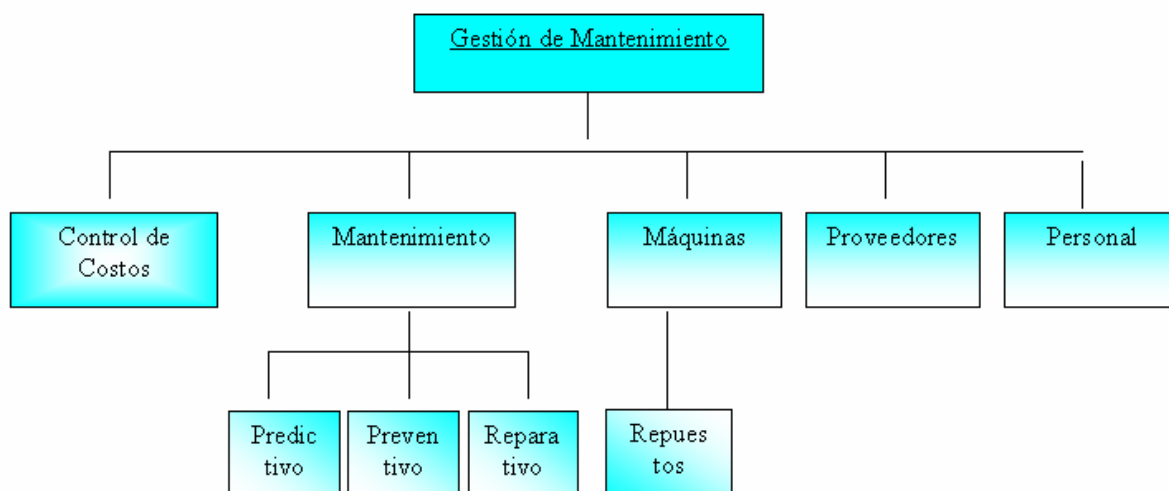 Gestión de Mantenimiento
Control de
Costos
Mantenimiento
Máquinas
Proveedores
Personal
Predic
tivo
Preven
tivo
Repara
tivo
Repues
tos